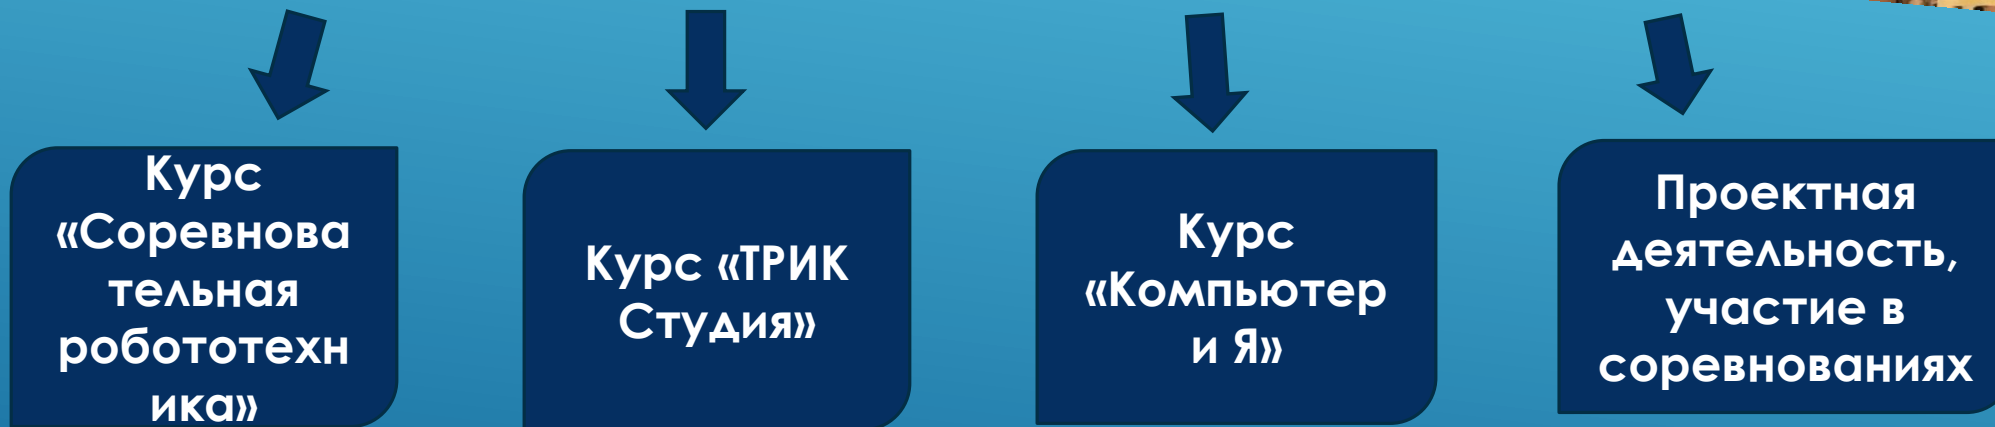 Курс
«Соревнова
тельная
робототехн
ика»
Курс «ТРИК
Студия»
Курс
«Компьютер
и Я»
Проектная
деятельность,
участие в
соревнованиях